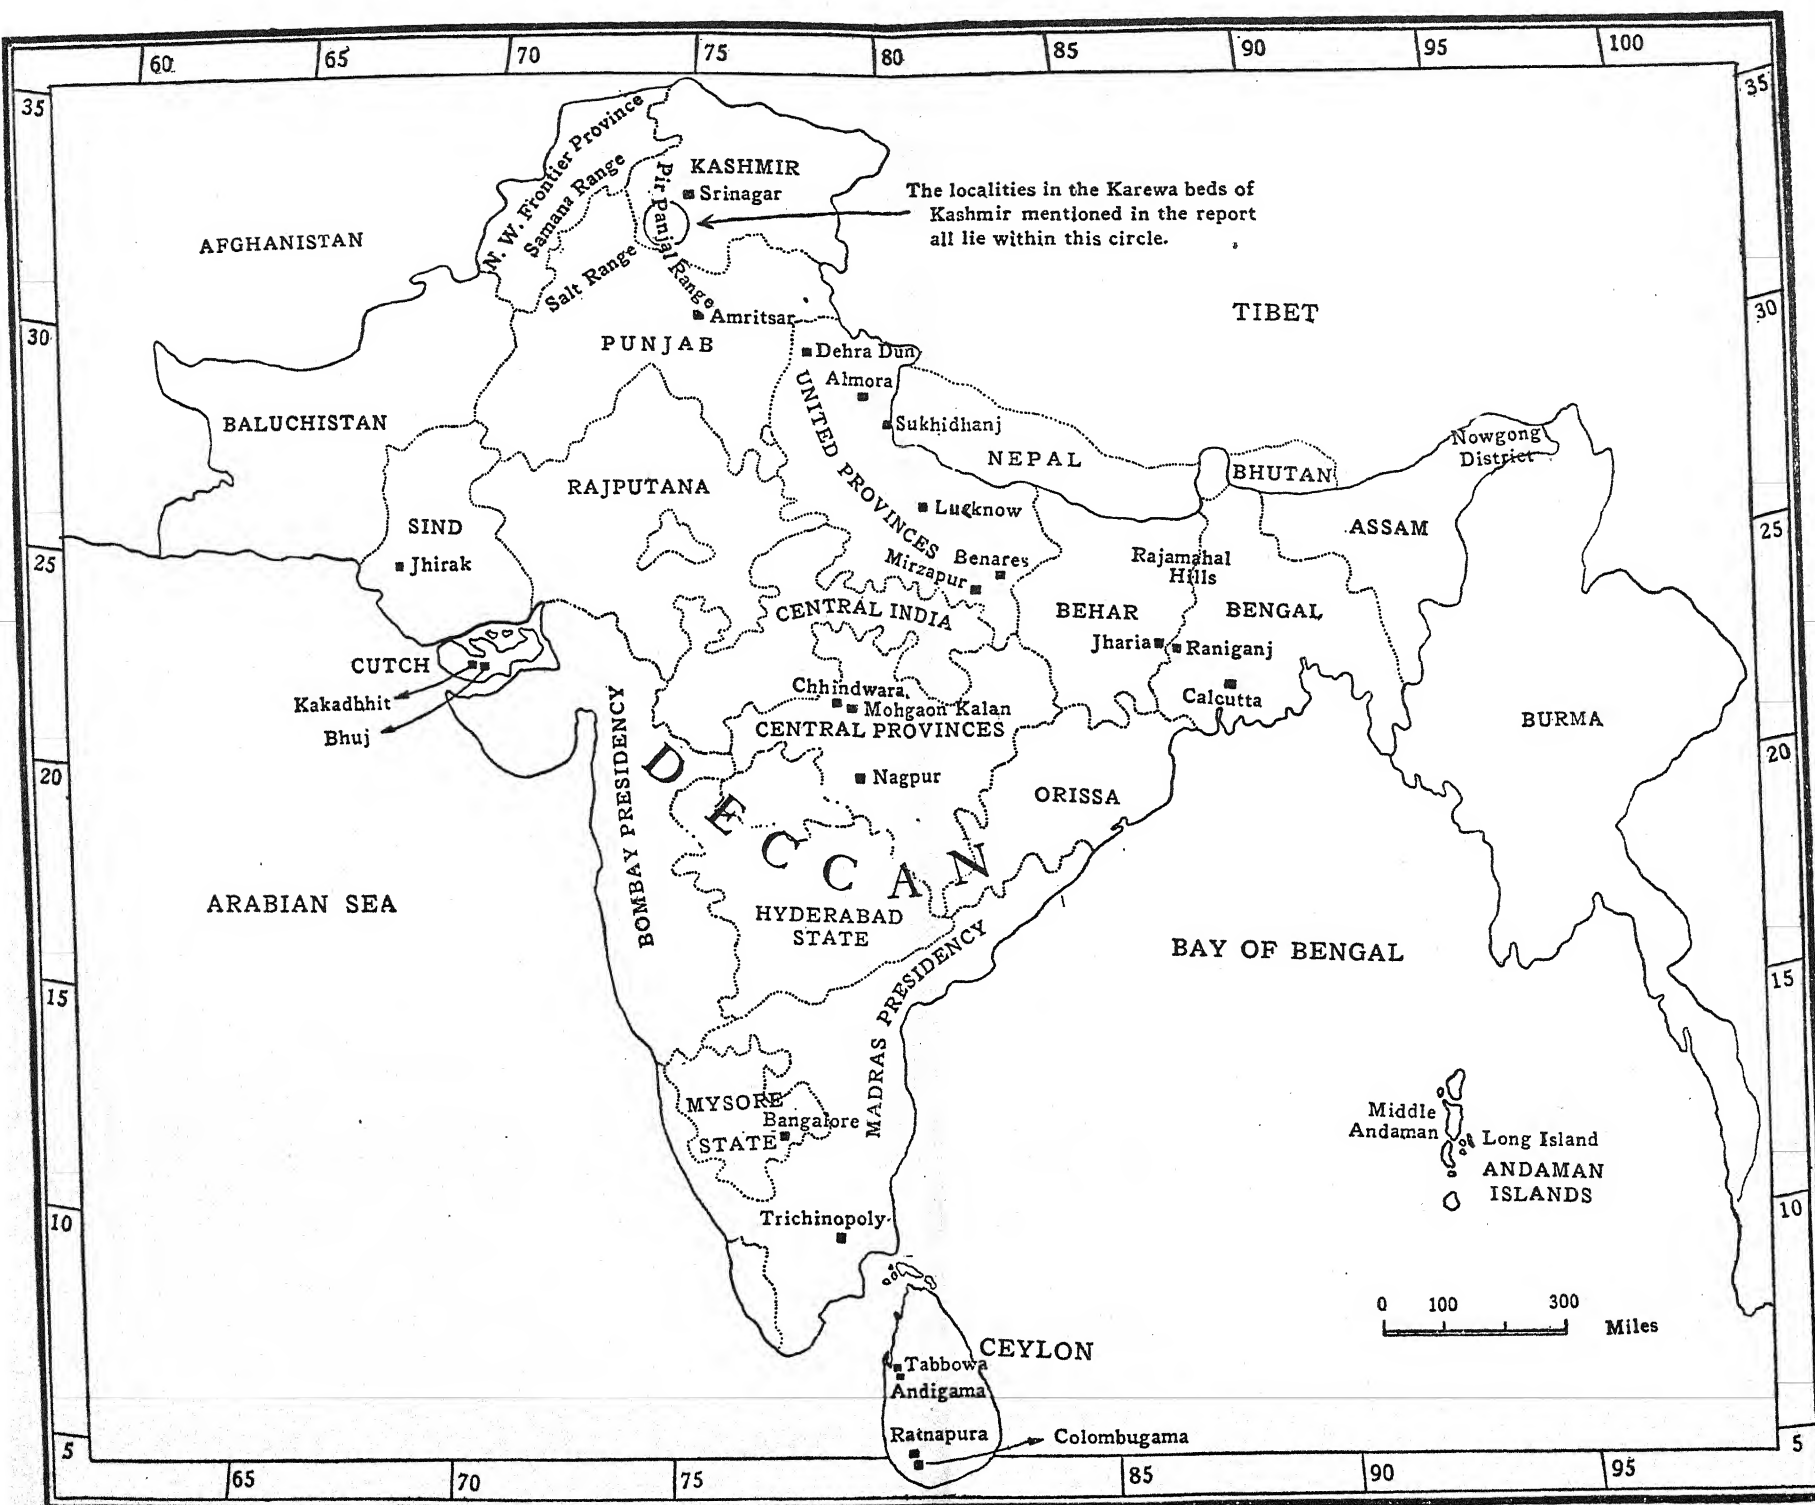 60
65
70
75
80
85
90
95
100
35
35
N. W. Frontier Province
Samana Range
Pir Panjal Range
KASHMIR
Srinagar
The localities in the Karewa beds of
Kashmir mentioned in the report
all lie within this circle.
AFGHANISTAN
Salt Range
30
TIBET
30
Amritsar
PUNJAB
Dehra Dun
Almora
BALUCHISTAN
UNITED PROVINCES
Sukhidhanj
Nowgong
District
NEPAL
BHUTAN
RAJPUTANA
Lucknow
SIND
ASSAM
25
25
Jhirak
Mirzapur
Benares
Rajamahal
Hills
CENTRAL INDIA
BEHAR
BENGAL
Jharia
Raniganj
CUTCH
Kakadbhit
Bhuj
Chhindwara
Mohgaon Kalan
Calcutta
CENTRAL PROVINCES
BURMA
20
20
BOMBAY PRESIDENCY
DECCAN
Nagpur
ORISSA
ARABIAN SEA
HYDERABAD
STATE
MADRAS PRESIDENCY
BAY OF BENGAL
15
15
MYSORE
STATE
Bangalore
Middle
Andaman
Long Island
ANDAMAN
ISLANDS
10
10
Trichinopoly
0 100 300
Miles
CEYLON
Tabbowa
Andigama
Ratnapura
Colombugama
5
5
65
70
75
85
90
95